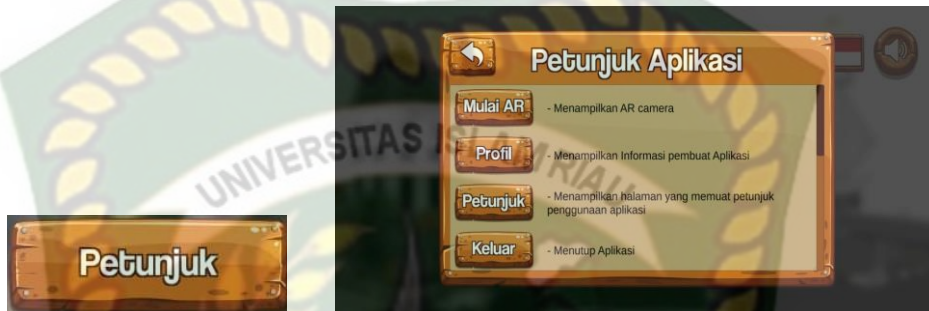 Petunjuk
Petunjuk Aplikasi
Mulai AR
- Menampilkan AR camera
Profil
- Menampilkan Informasi pembuat Aplikasi
Petunjuk
- Menampilkan halaman yang memuat petunjuk
penggunaan aplikasi
Keluar
- Menutup Aplikasi
UNIVERSITAS ISLAM RIAU